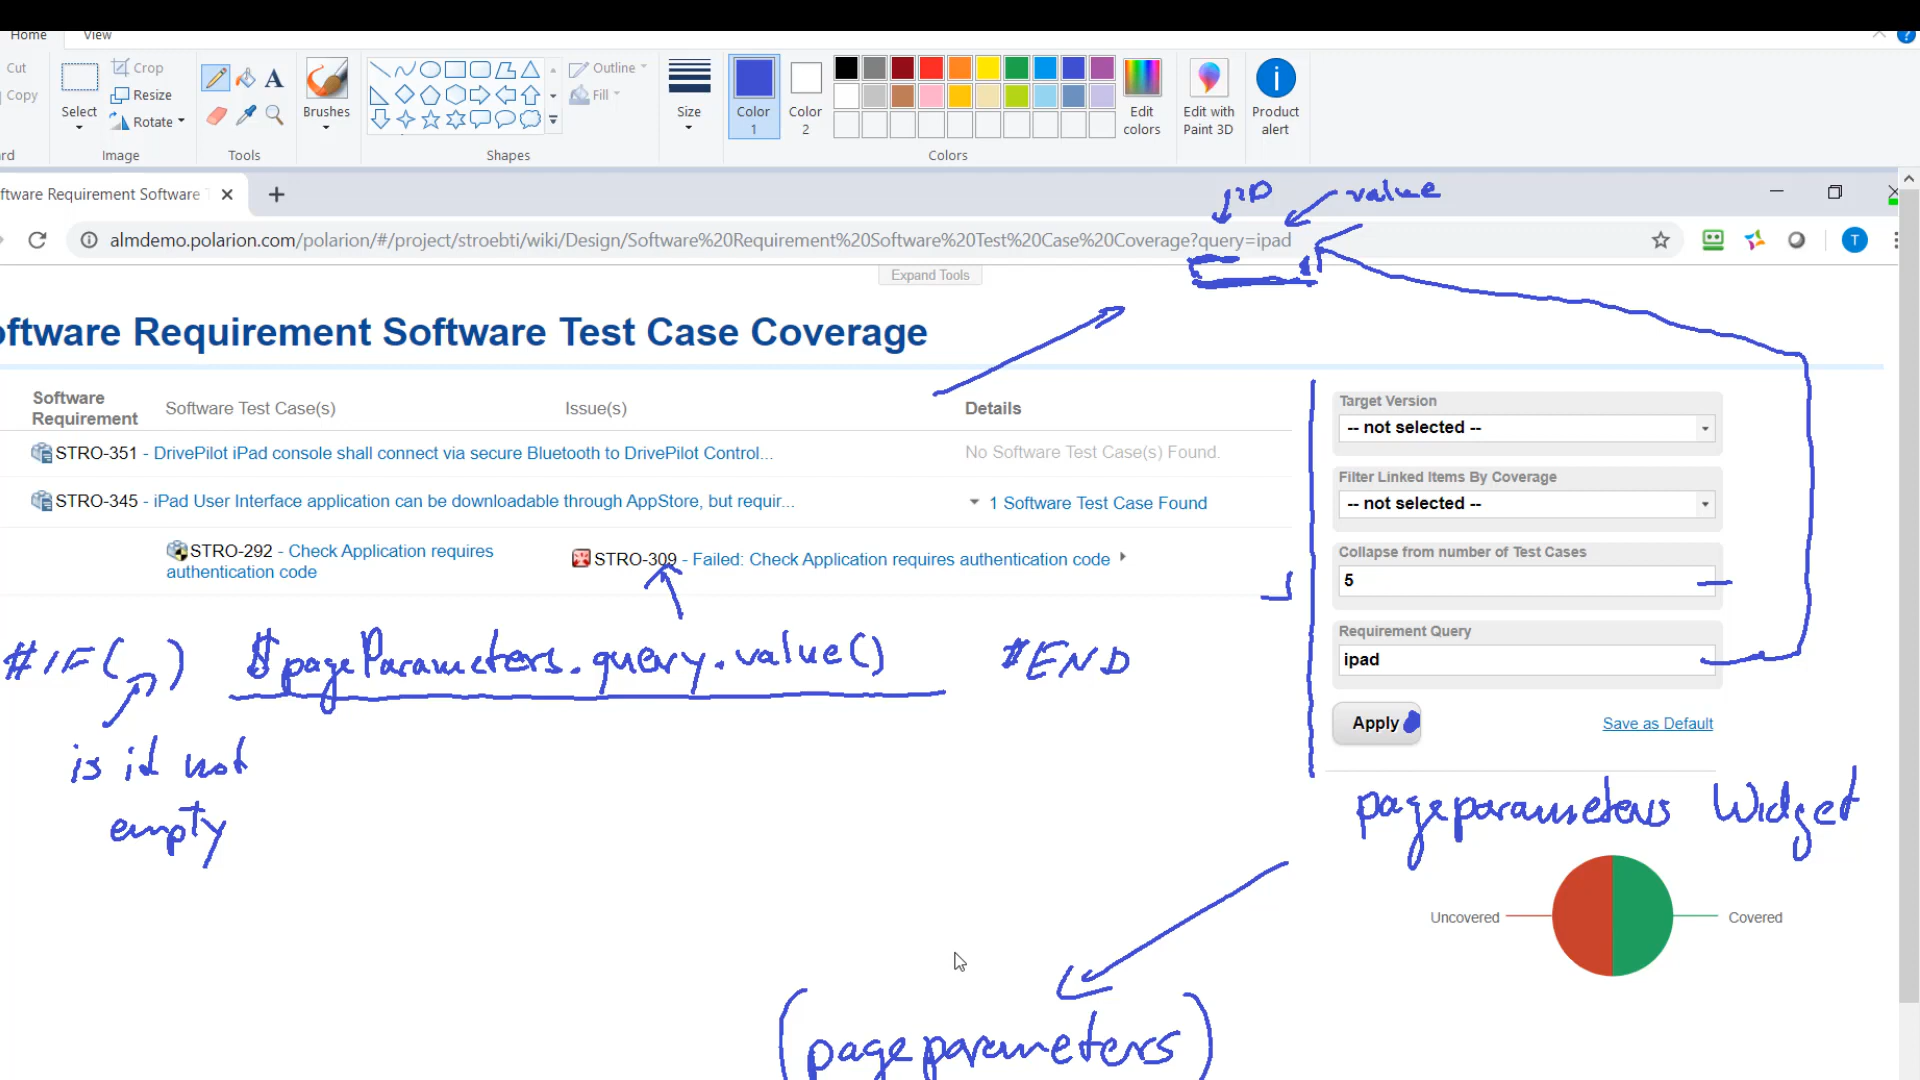 Home View
Cut
Copy
Select
Crop
Resize
Rotate
Image
Tools
Brushes
Shapes
Outline
Fill
Size
Color 1
Color 2
Edit colors
Colors
Edit with Paint 3D
Product alert
rd
ftware Requirement Software T
ID value
almdemo.polarion.com/polarion/#/project/stroebti/wiki/Design/Software%20Requirement%20Software%20Test%20Case%20Coverage?query=ipad
T
Expand Tools
oftware Requirement Software Test Case Coverage
Software Requirement Software Test Case(s) Issue(s) Details
STRO-351 - DrivePilot iPad console shall connect via secure Bluetooth to DrivePilot Control... No Software Test Case(s) Found.
STRO-345 - iPad User Interface application can be downloadable through AppStore, but requir... 1 Software Test Case Found
STRO-292 - Check Application requires authentication code
STRO-309 - Failed: Check Application requires authentication code
Target Version
-- not selected --
Filter Linked Items By Coverage
-- not selected --
Collapse from number of Test Cases
5
Requirement Query
ipad
Apply Save as Default
#IF( ) $pageParameters.query.value() #END
is it not
empty
pageparameters Widget
Uncovered Covered
(pageparameters)